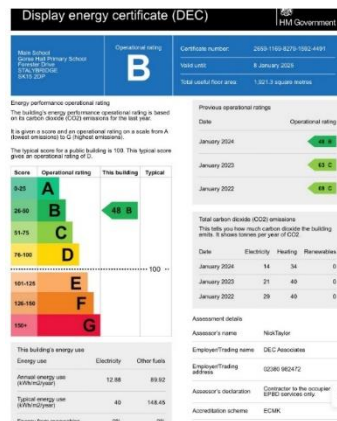 Display energy certificate (DEC)
HM Government
Main School
Gorse Hall Primary School
Forester Drive
STALYBRIDGE
SK15 2DP
Operational rating
B
Certificate number:
Valid until
8 January 2025
Total useful floor area:
1,921.3 square metres
Energy performance operational rating
The building's energy performance operational rating is based
on its carbon dioxide (CO2) emissions for the last year.
It is given a score and an operational rating on a scale from A
(lowest emissions) to G (highest emissions).
The typical score for a public building is 100. This typical score
gives an operational rating of D.
Score Operational rating This building Typical
0-25 A
26-50 B 48 B
51-75 C
76-100 D
100
101-125 E
126-150 F
150+ G
This building's energy use
Energy use Electricity Other fuels
Annual energy use
(kWh/m2/year) 12.88 89.92
Typical energy use
(kWh/m2/year) 40 148.45
Previous operational ratings
Date Operational rating
January 2024 48 B
January 2023 63 C
January 2022 69 C
Total carbon dioxide (CO2) emissions
This tells you how much carbon dioxide the building
emits. It shows tonnes per year of CO2.
Date Electricity Heating Renewables
January 2024 14 34 0
January 2023 21 40 0
January 2022 29 40 0
Assessment details
Assessor's name NickTaylor
Employer/Trading name DEC Associates
Employer/Trading
address 02380 982472
Assessor's declaration Contractor to the occupier
EPBD services only.
Accreditation scheme ECMK